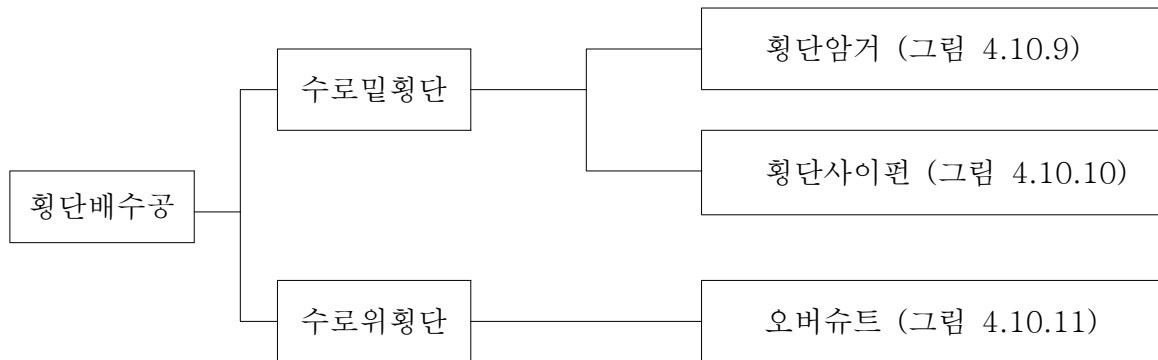 횡단배수공
수로밑횡단
횡단암거 (그림 4.10.9)
횡단사이펀 (그림 4.10.10)
수로위횡단
오버슈트 (그림 4.10.11)